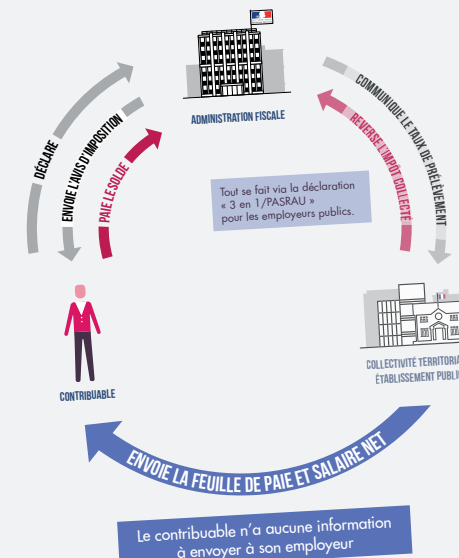 ADMINISTRATION FISCALE
DÉCLARE
ENVOIE L'AVIS D'IMPOSITION
PAIE LE SOLDE
COMMUNIQUE LE TAUX DE PRÉLÈVEMENT
REVERSE L'IMPÔT COLLECTÉ
Tout se fait via la déclaration
« 3 en 1/PASRAU »
pour les employeurs publics.
CONTRIBUABLE
COLLECTIVITÉ TERRITORIA
ÉTABLISSEMENT PUBLI
ENVOIE LA FEUILLE DE PAIE ET SALAIRE NET
Le contribuable n'a aucune information
à envoyer à son employeur